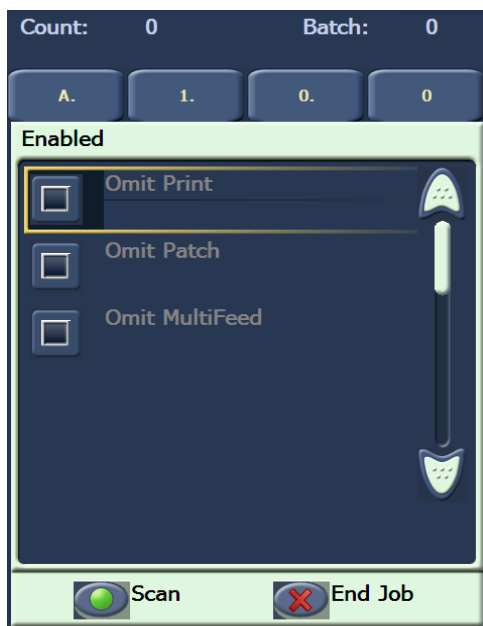 Count: 0 Batch: 0
A. 1. 0. 0
Enabled
Omit Print
Omit Patch
Omit MultiFeed
Scan End Job